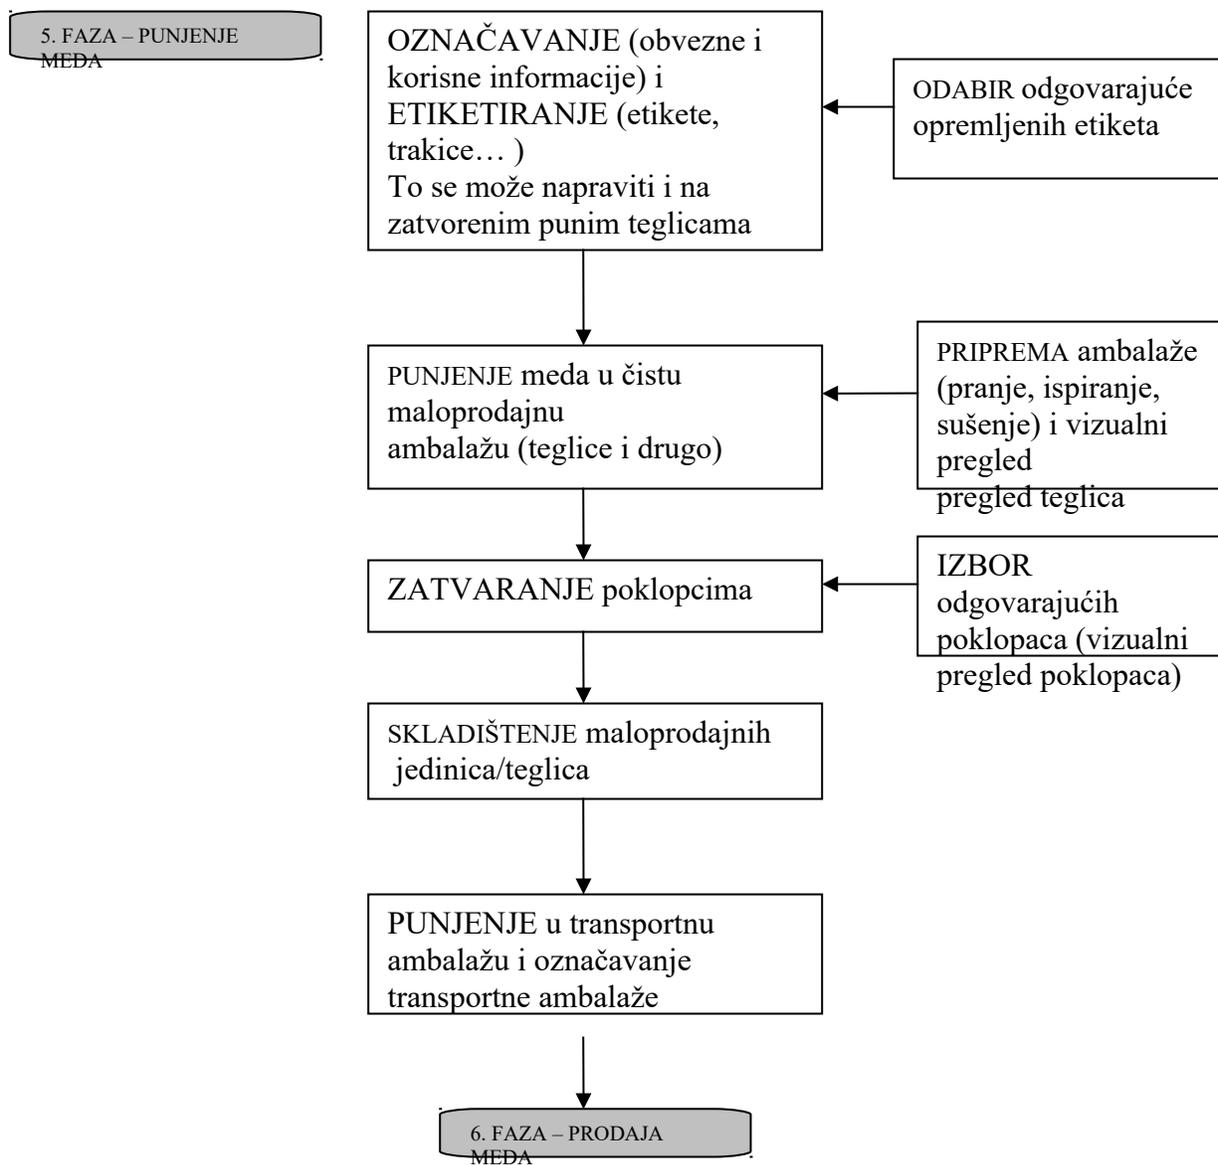 5. FAZA – PUNJENJE
MEDA
OZNAČAVANJE (obvezne i
korisne informacije) i
ETIKETIRANJE (etikete,
trakice… )
To se može napraviti i na
zatvorenim punim teglicama
ODABIR odgovarajuće
opremljenih etiketa
PUNJENJE meda u čistu
maloprodajnu
ambalažu (teglice i drugo)
PRIPREMA ambalaže
(pranje, ispiranje,
sušenje) i vizualni
pregled
pregled teglica
ZATVARANJE poklopcima
IZBOR
odgovarajućih
poklopaca (vizualni
pregled poklopaca)
SKLADIŠTENJE maloprodajnih
jedinica/teglica
PUNJENJE u transportnu
ambalažu i označavanje
transportne ambalaže
6. FAZA – PRODAJA
MEDA